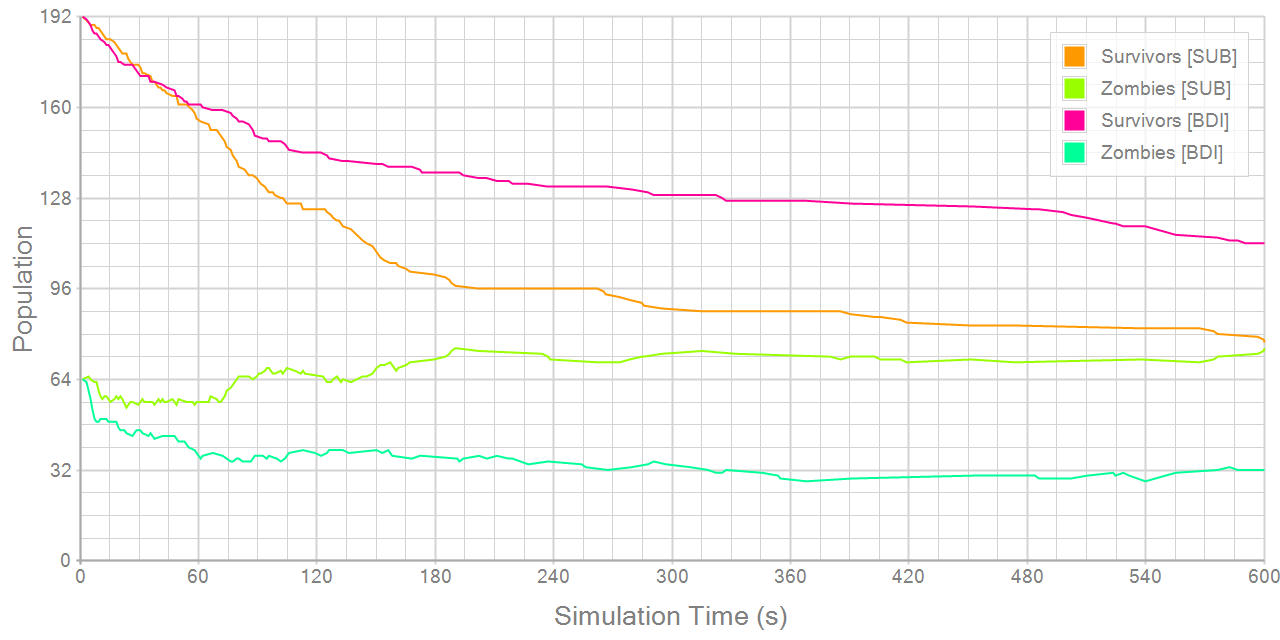 192
160
128
96
64
32
0
Population
Survivors [SUB]
Zombies [SUB]
Survivors [BDI]
Zombies [BDI]
0 60 120 180 240 300 360 420 480 540 600
Simulation Time (s)